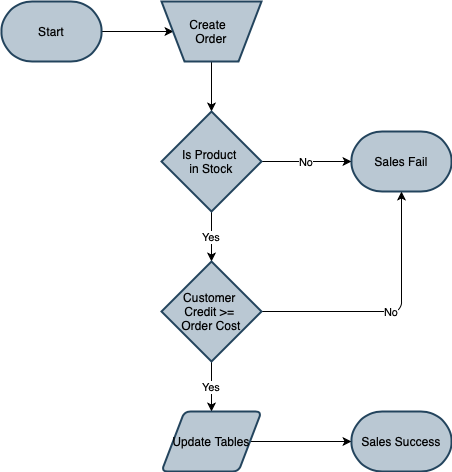 Start
Create
Order
Is Product
in Stock
No
Sales Fail
Yes
Customer
Credit >=
Order Cost
No
Yes
Update Tables
Sales Success